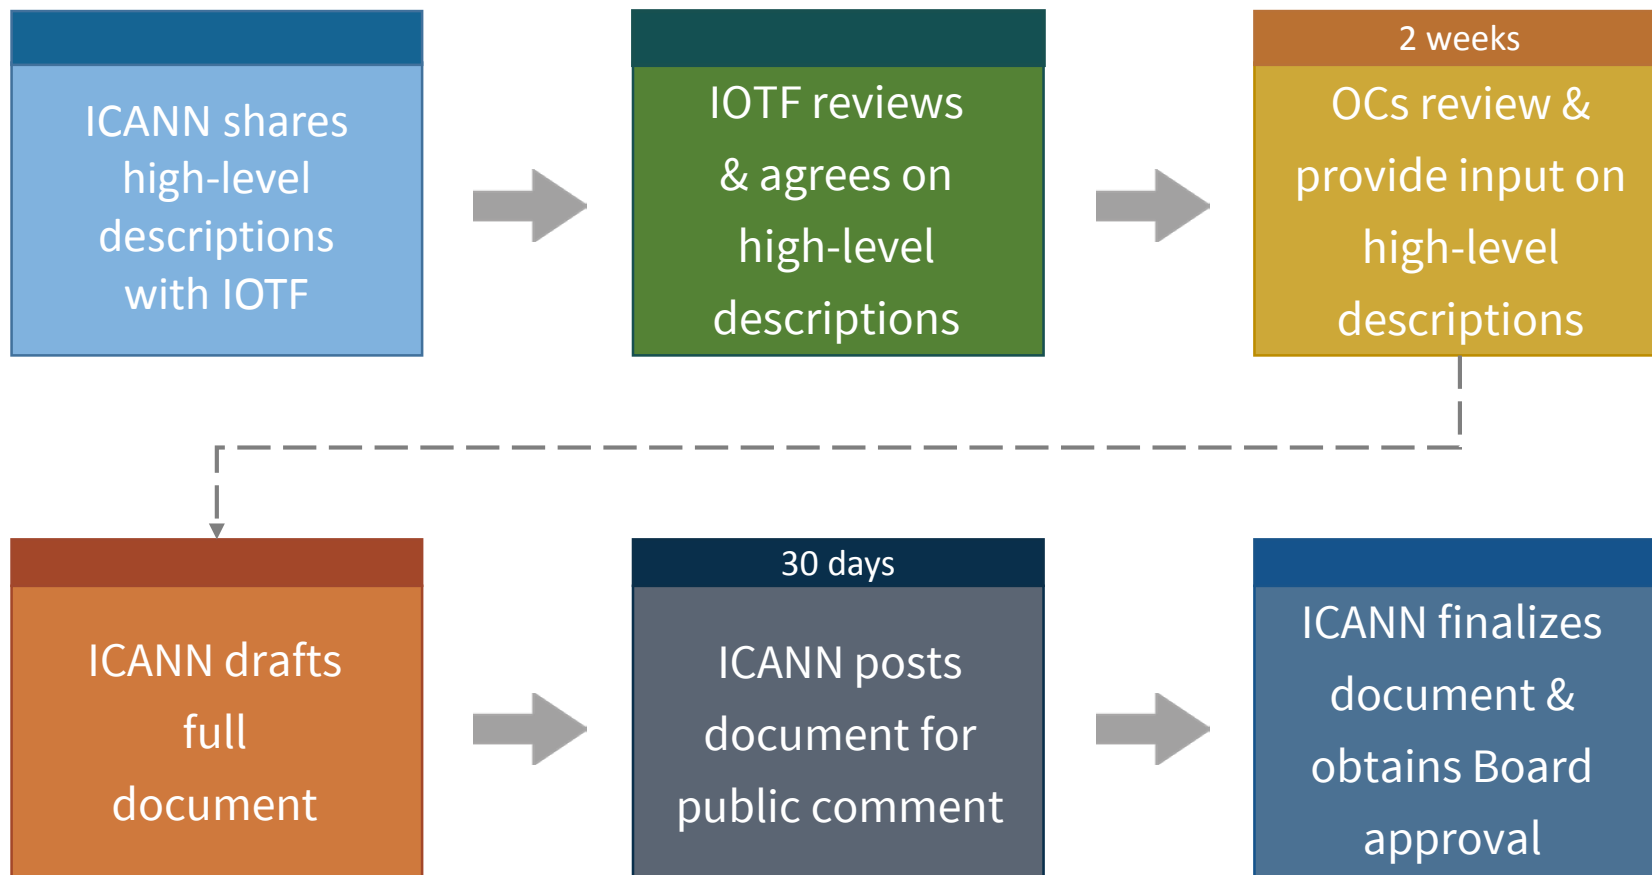 ICANN shares
high-level
descriptions
with IOTF
IOTF reviews
& agrees on
high-level
descriptions
2 weeks
OCs review &
provide input on
high-level
descriptions
ICANN drafts
full
document
30 days
ICANN posts
document for
public comment
ICANN finalizes
document &
obtains Board
approval